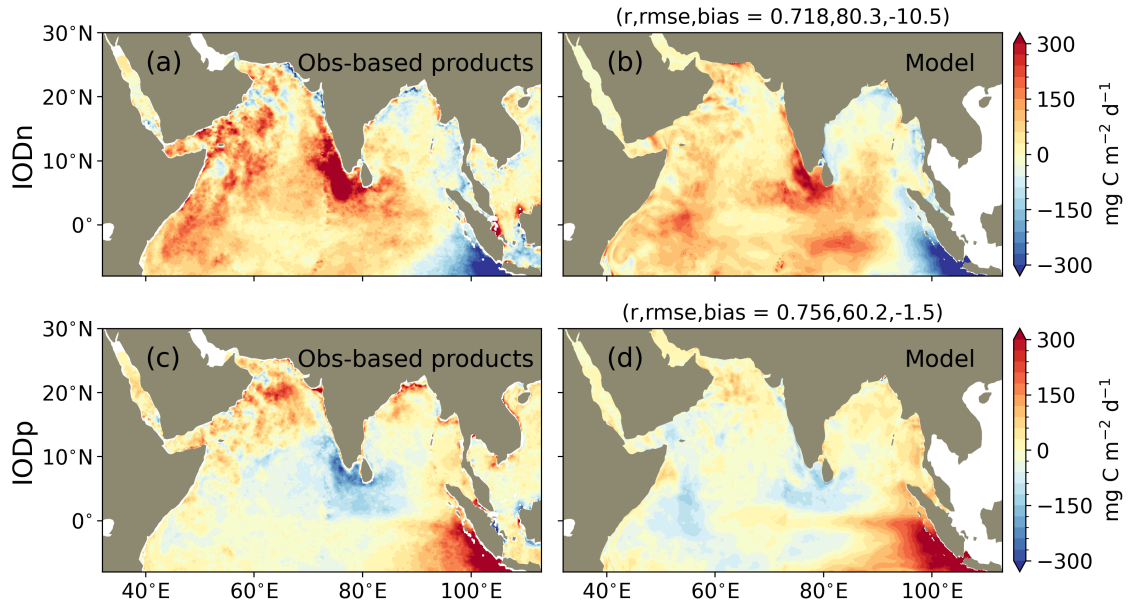 (r,rmse,bias = 0.718,80.3,-10.5)
30°N
20°N
10°N
0°
IODn
(a)
Obs-based products
(b)
Model
300
150
0
−150
−300
mg C m⁻² d⁻¹
(r,rmse,bias = 0.756,60.2,-1.5)
30°N
20°N
10°N
0°
IODp
(c)
Obs-based products
(d)
Model
300
150
0
−150
−300
mg C m⁻² d⁻¹
40°E 60°E 80°E 100°E
40°E 60°E 80°E 100°E